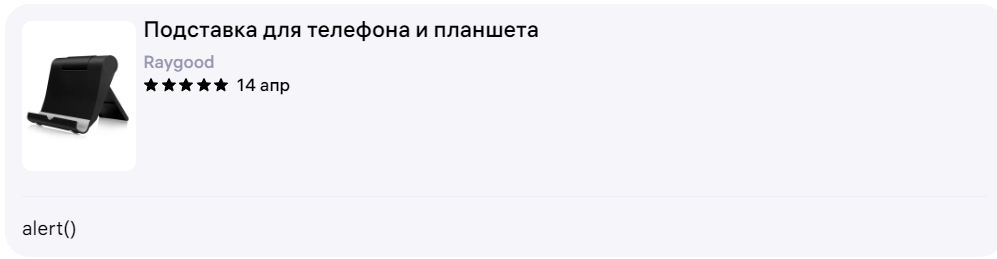 Подставка для телефона и планшета
Raygood
14 апр
alert()